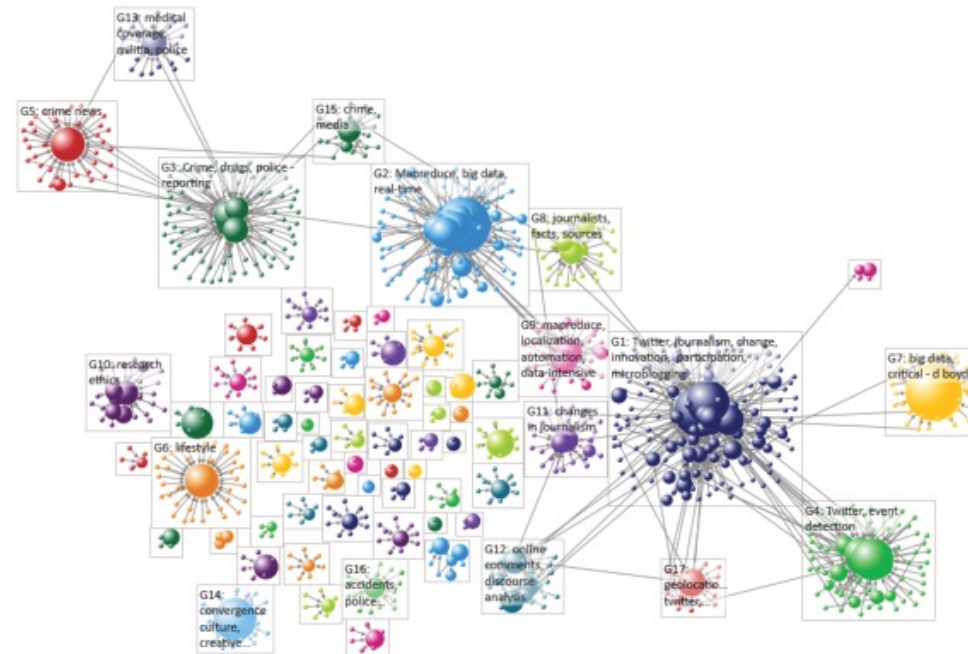 G13: medical
coverage,
militia, police
G5: crime news
G15: crime,
media
G3: Crime, drugs, police -
reporting
G2: Mapreduce, big data,
real-time
G8: journalists,
facts, sources
G9: mapreduce,
localization,
automation,
data-intensive
G1: Twitter, journalism, change,
innovation, participation,
microblogging
G7: big data,
critical - d boyd
G10: research
ethics
G11: changes
in journalism
G6: lifestyle
G4: Twitter, event
detection
G12: online
comments,
discourse
analysis
G16:
accidents,
police...
G17:
geolocatio...
twitter,...
G14:
convergence
culture,
creative...